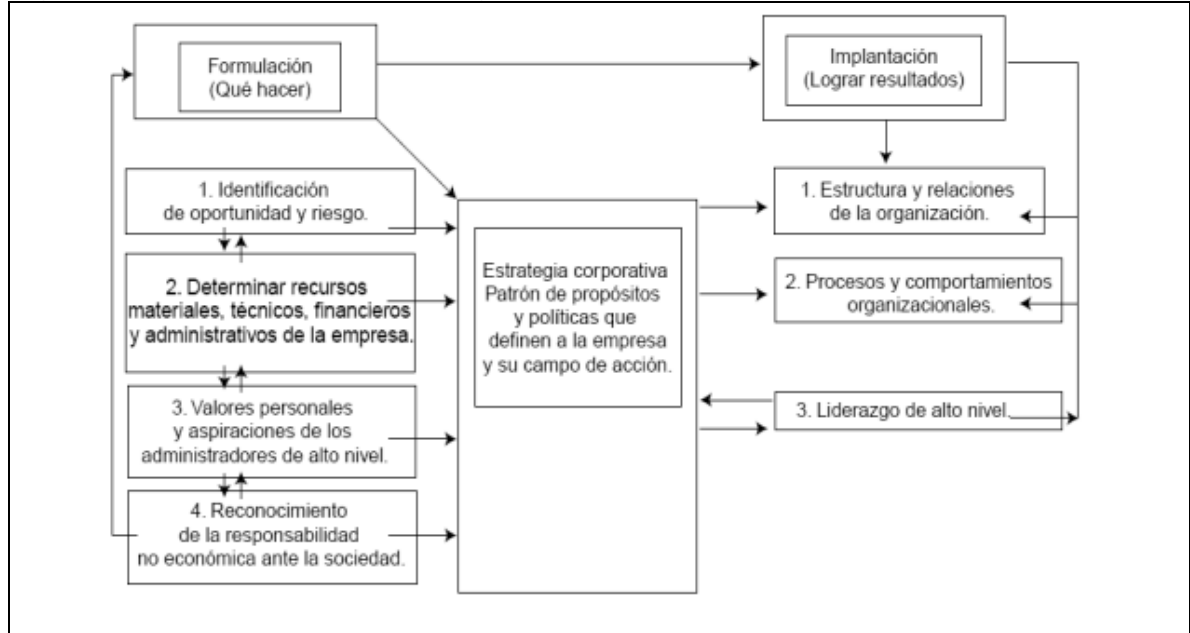 Formulación
(Qué hacer)
Implantación
(Lograr resultados)
1. Identificación
de oportunidad y riesgo.
2. Determinar recursos
materiales, técnicos, financieros
y administrativos de la empresa.
3. Valores personales
y aspiraciones de los
administradores de alto nivel.
4. Reconocimiento
de la responsabilidad
no económica ante la sociedad.
Estrategia corporativa
Patrón de propósitos
y políticas que
definen a la empresa
y su campo de acción.
1. Estructura y relaciones
de la organización.
2. Procesos y comportamientos
organizacionales.
3. Liderazgo de alto nivel.